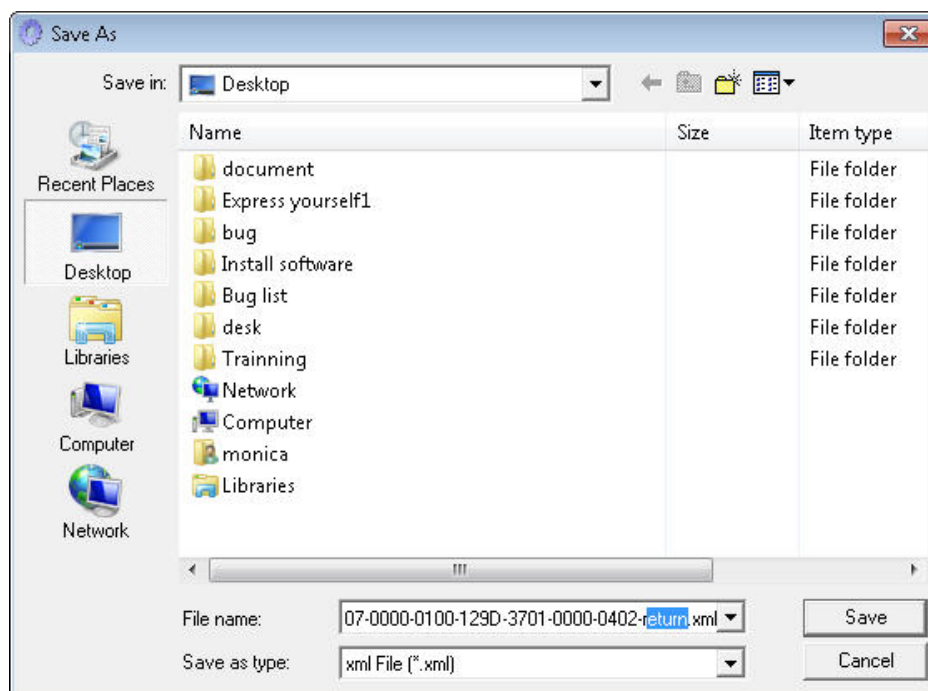 Save As
Save in: Desktop
Name Size Item type
Recent Places
Desktop
Libraries
Computer
Network
document File folder
Express yourself1 File folder
bug File folder
Install software File folder
Bug list File folder
desk File folder
Trainning File folder
Network
Computer
monica
Libraries
File name: 07-0000-0100-129D-3701-0000-0402-return.xml Save
Save as type: xml File (*.xml) Cancel